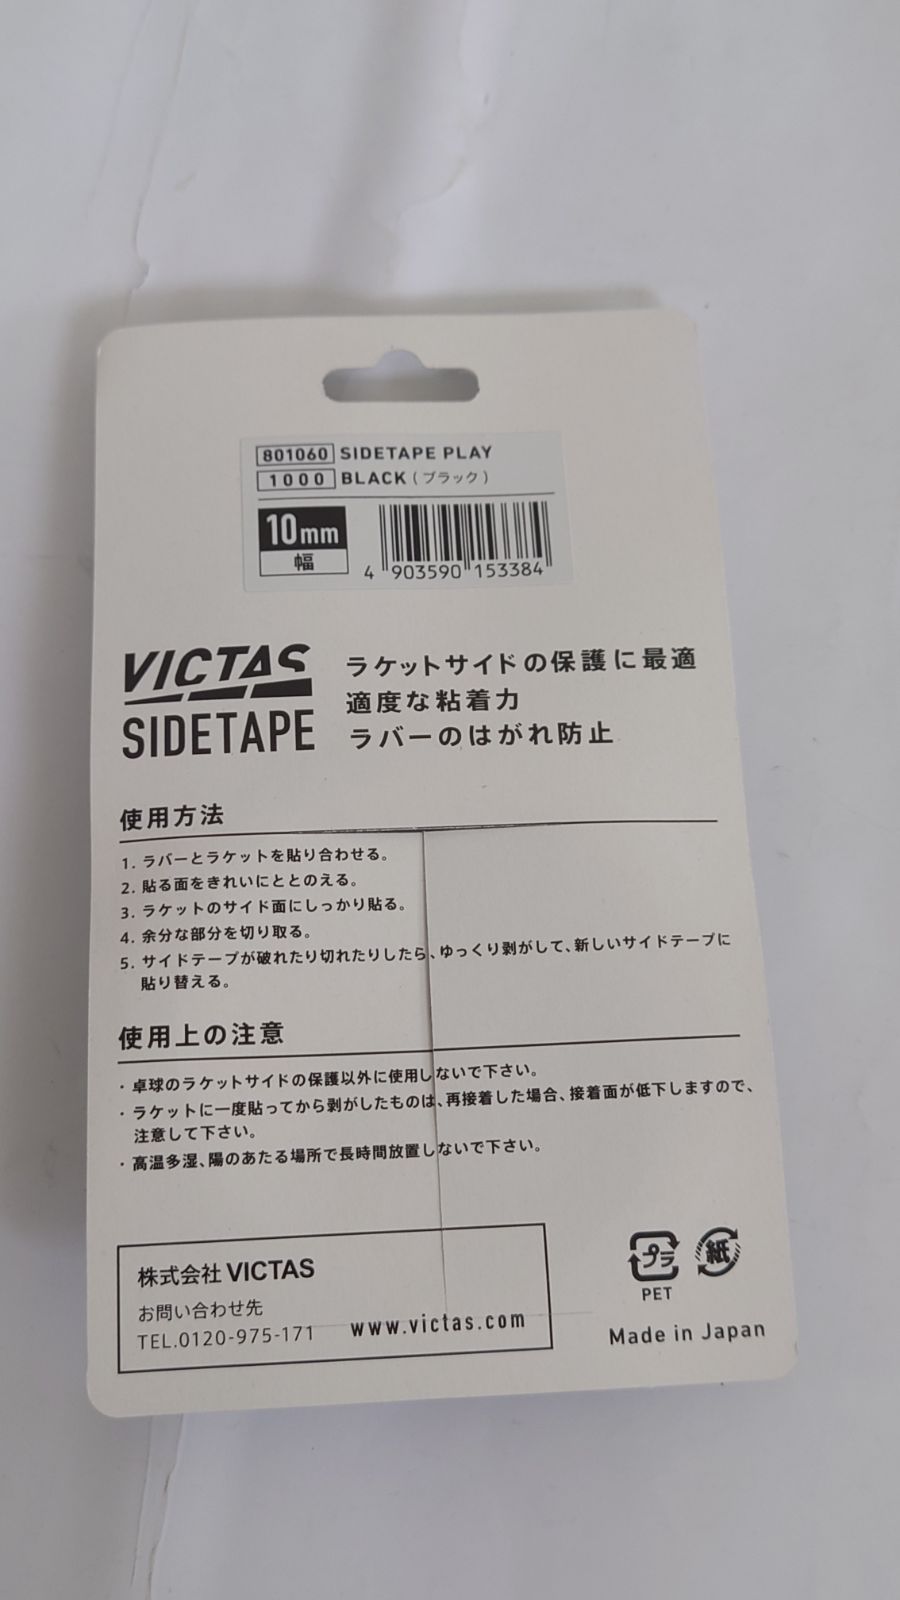 801060 SIDETAPE PLAY
1000 BLACK (ブラック)
10mm
幅
4 903590 153384
VICTAS
SIDETAPE
ラケットサイドの保護に最適
適度な粘着力
ラバーのはがれ防止
使用方法
1. ラバーとラケットを貼り合わせる。
2. 貼る面をきれいにととのえる。
3. ラケットのサイド面にしっかり貼る。
4. 余分な部分を切り取る。
5. サイドテープが破れたり切れたりしたら、ゆっくり剥がして、新しいサイドテープに
貼り替える。
使用上の注意
・卓球のラケットサイドの保護以外に使用しないで下さい。
・ラケットに一度貼ってから剥がしたものは、再接着した場合、接着面が低下しますので、
注意して下さい。
・高温多湿、陽のあたる場所で長時間放置しないで下さい。
株式会社 VICTAS
お問い合わせ先
TEL.0120-975-171 www.victas.com
プラ 紙
PET
Made in Japan